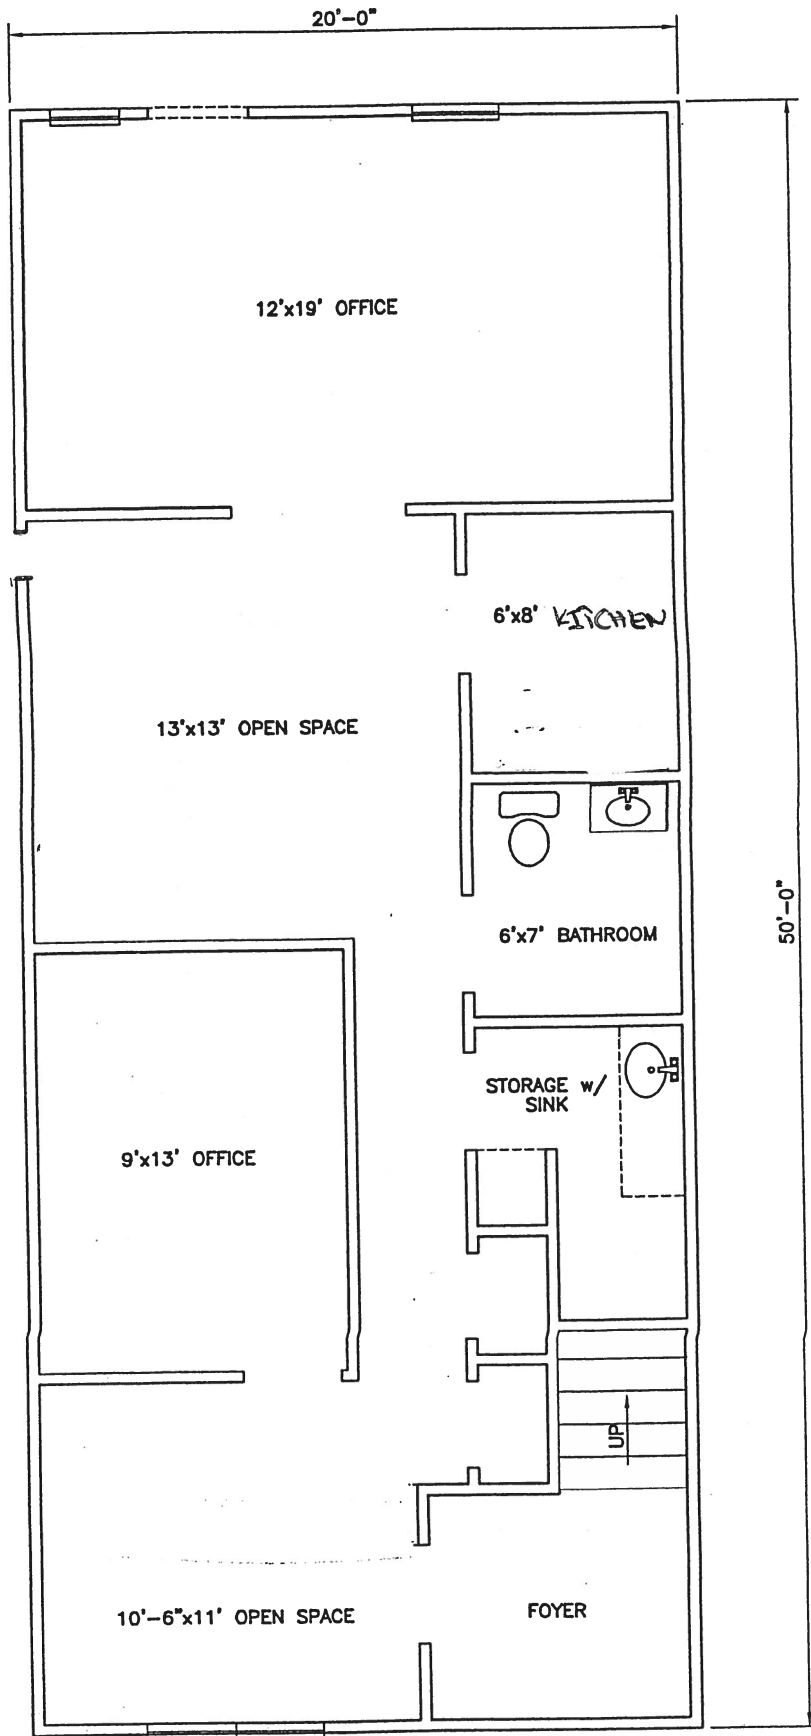 20'-0"
12'x19' OFFICE
6'x8' KITCHEN
13'x13' OPEN SPACE
50'-0"
6'x7' BATHROOM
STORAGE w/
SINK
9'x13' OFFICE
UP
10'-6"x11' OPEN SPACE
FOYER